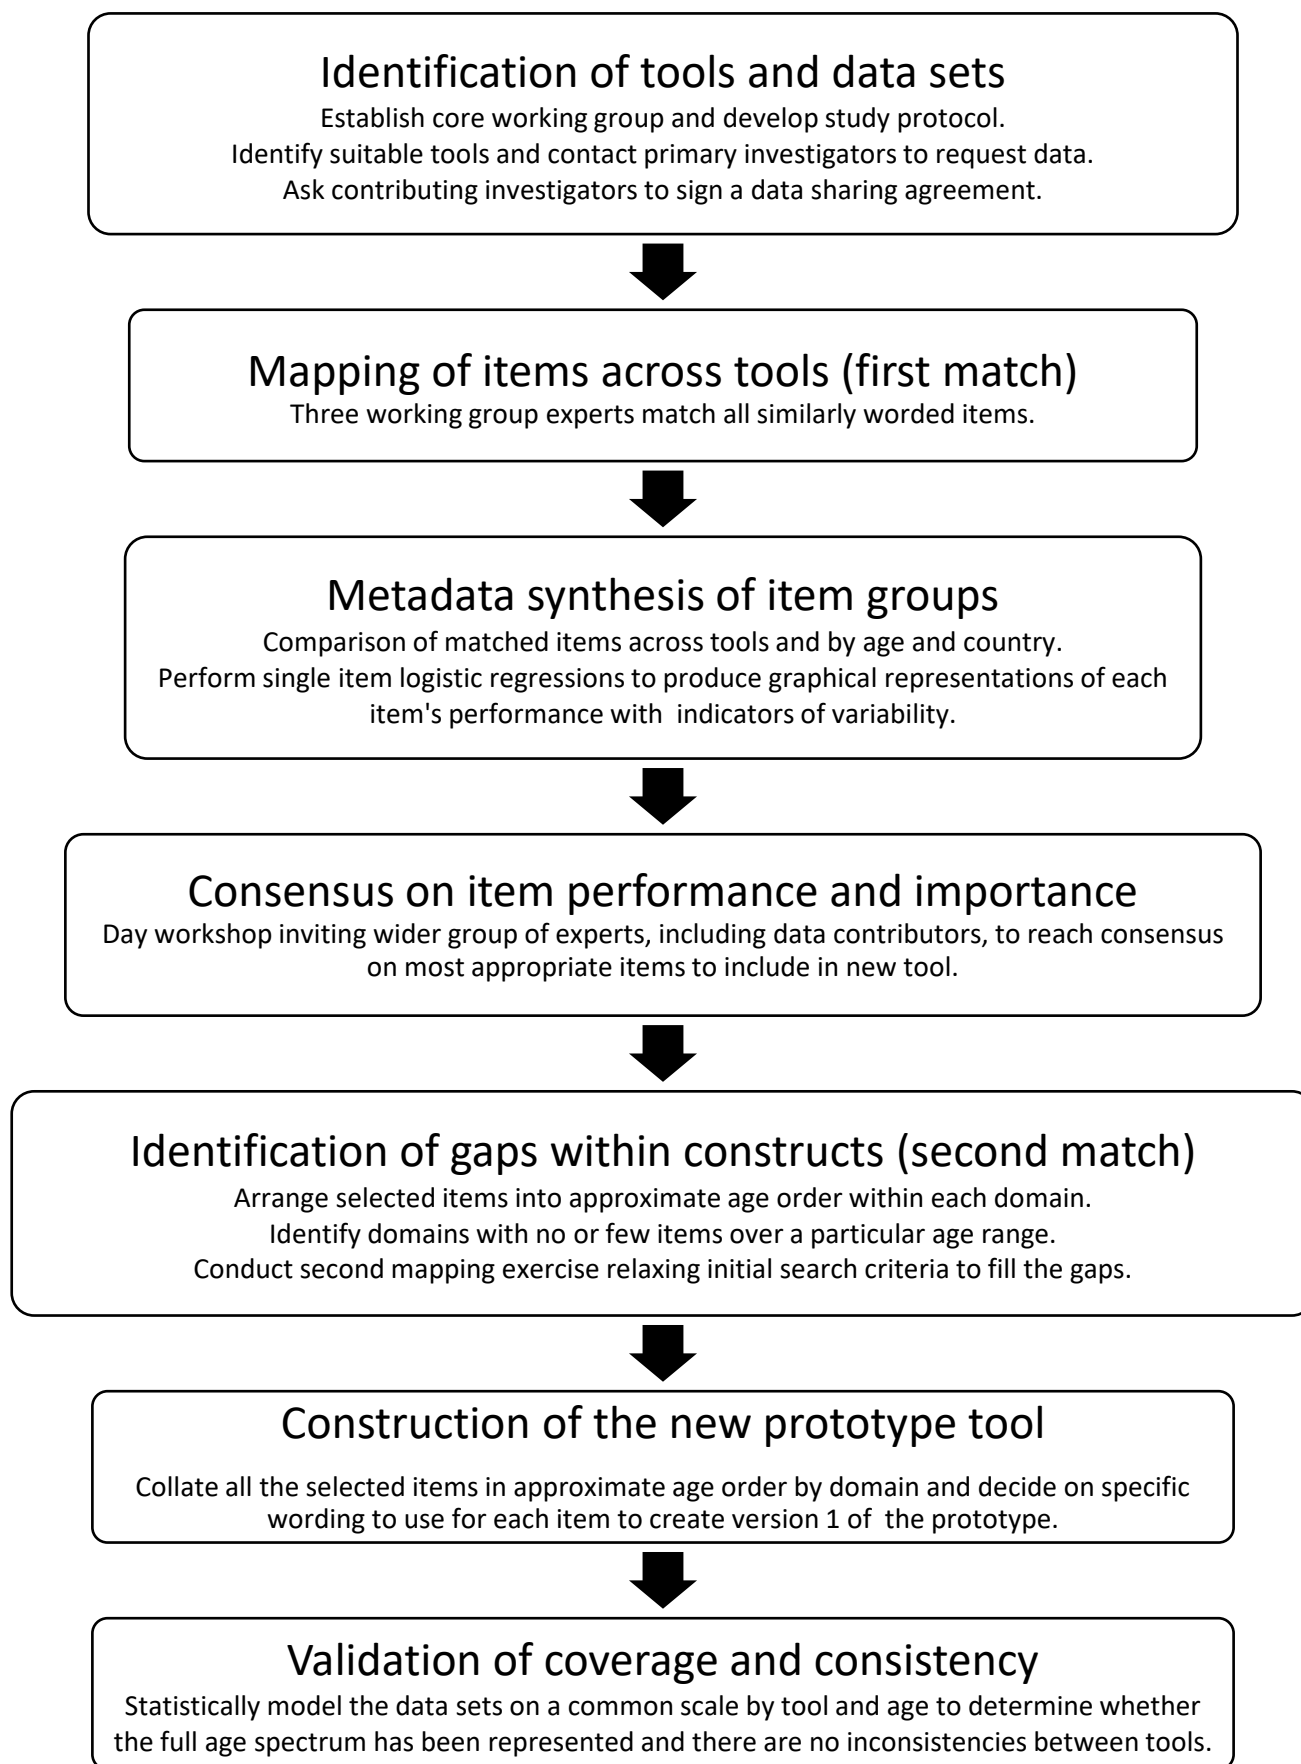 Identification of tools and data sets
Establish core working group and develop study protocol.
Identify suitable tools and contact primary investigators to request data.
Ask contributing investigators to sign a data sharing agreement.
Mapping of items across tools (first match)
Three working group experts match all similarly worded items.
Metadata synthesis of item groups
Comparison of matched items across tools and by age and country.
Perform single item logistic regressions to produce graphical representations of each
item's performance with  indicators of variability.
Consensus on item performance and importance
Day workshop inviting wider group of experts, including data contributors, to reach consensus
on most appropriate items to include in new tool.
Identification of gaps within constructs (second match)
Arrange selected items into approximate age order within each domain.
Identify domains with no or few items over a particular age range.
Conduct second mapping exercise relaxing initial search criteria to fill the gaps.
Construction of the new prototype tool
Collate all the selected items in approximate age order by domain and decide on specific
wording to use for each item to create version 1 of  the prototype.
Validation of coverage and consistency
Statistically model the data sets on a common scale by tool and age to determine whether
the full age spectrum has been represented and there are no inconsistencies between tools.